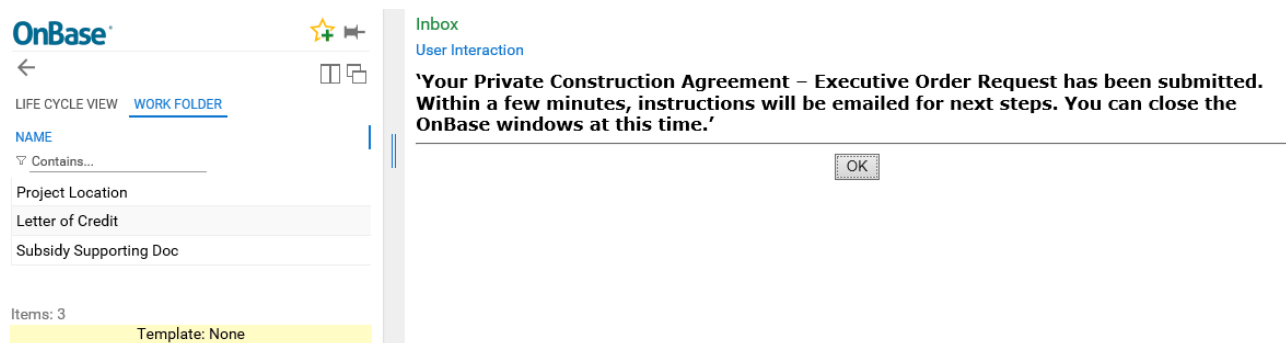 OnBase
LIFE CYCLE VIEW WORK FOLDER
NAME
Contains...
Project Location
Letter of Credit
Subsidy Supporting Doc
Items: 3
Template: None
Inbox
User Interaction
‘Your Private Construction Agreement – Executive Order Request has been submitted.
Within a few minutes, instructions will be emailed for next steps. You can close the
OnBase windows at this time.’
OK